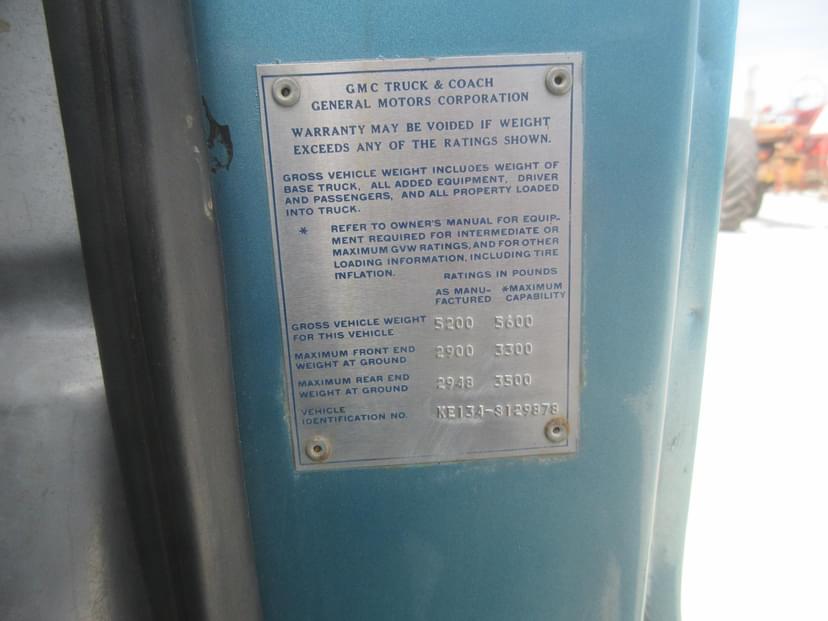 GMC TRUCK & COACH
GENERAL MOTORS CORPORATION
WARRANTY MAY BE VOIDED IF WEIGHT
EXCEEDS ANY OF THE RATINGS SHOWN.
GROSS VEHICLE WEIGHT INCLUDES WEIGHT OF
BASE TRUCK, ALL ADDED EQUIPMENT, DRIVER
AND PASSENGERS, AND ALL PROPERTY LOADED
INTO TRUCK.
* REFER TO OWNER'S MANUAL FOR EQUIP-
MENT REQUIRED FOR INTERMEDIATE OR
MAXIMUM GVW RATINGS, AND FOR OTHER
LOADING INFORMATION, INCLUDING TIRE
INFLATION.
RATINGS IN POUNDS
AS MANU- *MAXIMUM
FACTURED CAPABILITY
GROSS VEHICLE WEIGHT
FOR THIS VEHICLE 5200 5600
MAXIMUM FRONT END
WEIGHT AT GROUND 2900 3300
MAXIMUM REAR END
WEIGHT AT GROUND 2948 3500
VEHICLE
IDENTIFICATION NO. KE134-8129878